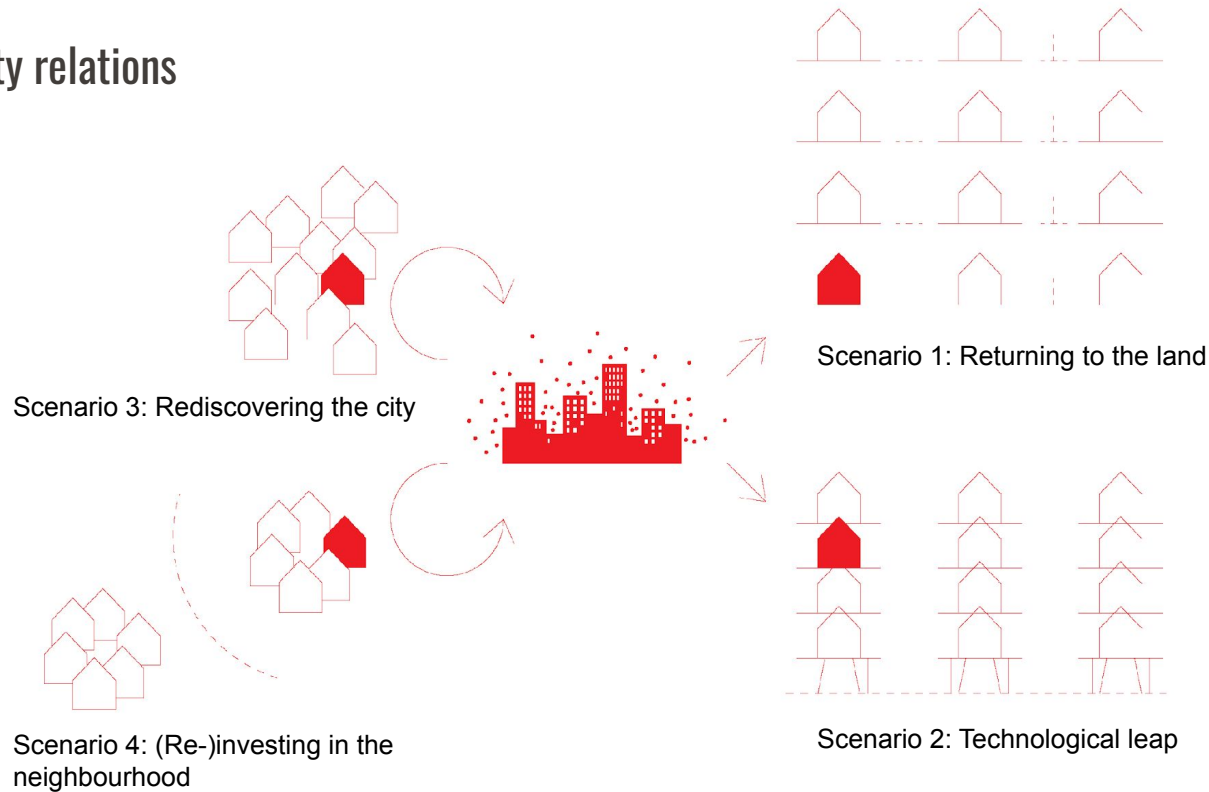 ty relations
Scenario 1: Returning to the land
Scenario 3: Rediscovering the city
Scenario 4: (Re-)investing in the
neighbourhood
Scenario 2: Technological leap